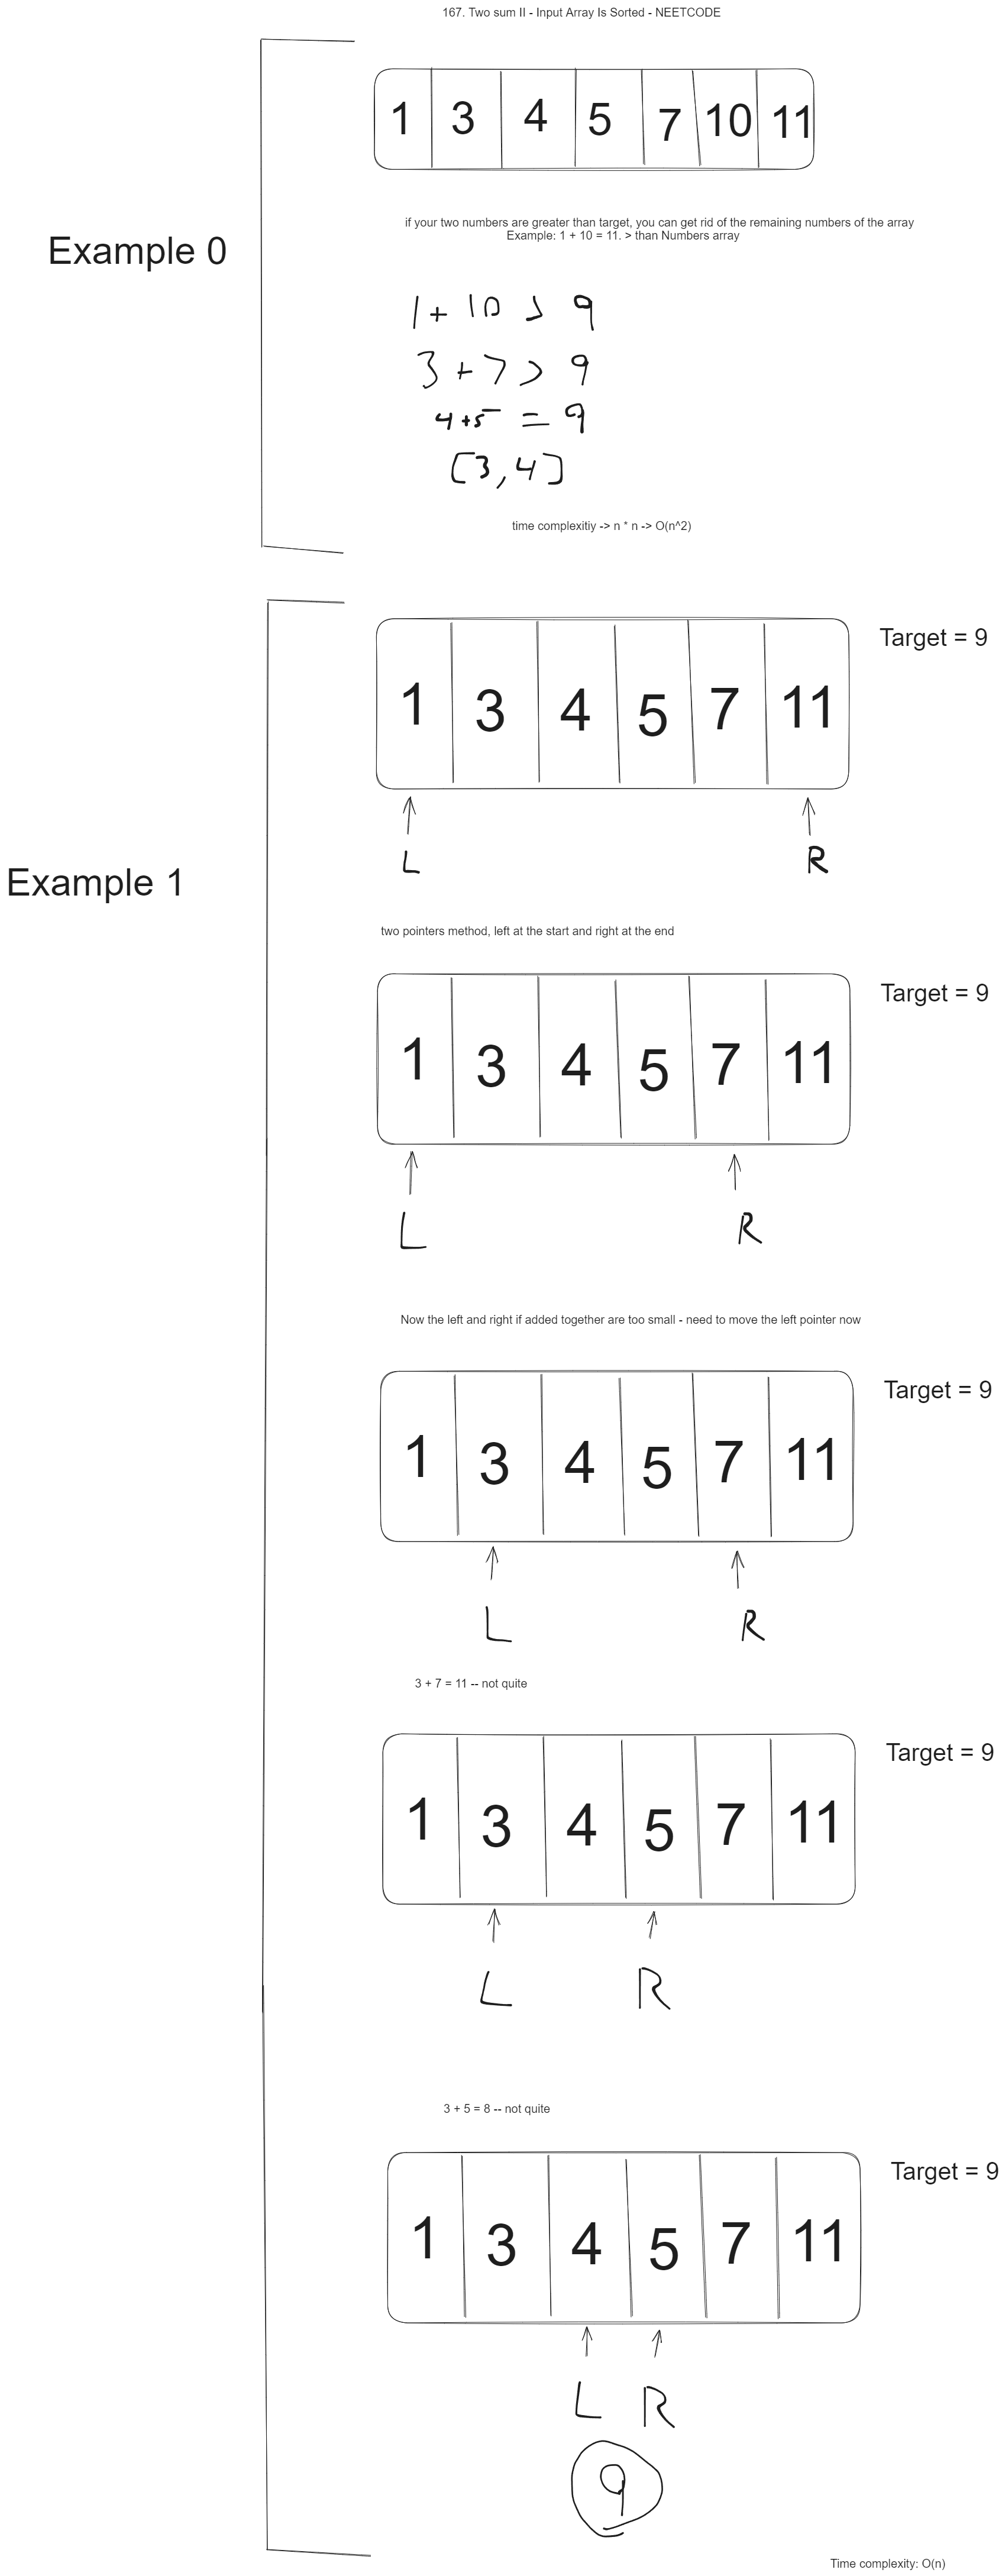 167. Two sum II - Input Array Is Sorted - NEETCODE
1 3 4 5 7 10 11
if your two numbers are greater than target, you can get rid of the remaining numbers of the array
Example: 1 + 10 = 11. > than Numbers array
Example 0
1 + 10 > 9
3 + 7 > 9
4 + 5 = 9
[3, 4]
time complexitiy -> n * n -> O(n^2)
Target = 9
1 3 4 5 7 11
L R
Example 1
two pointers method, left at the start and right at the end
Target = 9
1 3 4 5 7 11
L R
Now the left and right if added together are too small - need to move the left pointer now
Target = 9
1 3 4 5 7 11
L R
3 + 7 = 11 -- not quite
Target = 9
1 3 4 5 7 11
L R
3 + 5 = 8 -- not quite
Target = 9
1 3 4 5 7 11
L R
9
Time complexity: O(n)